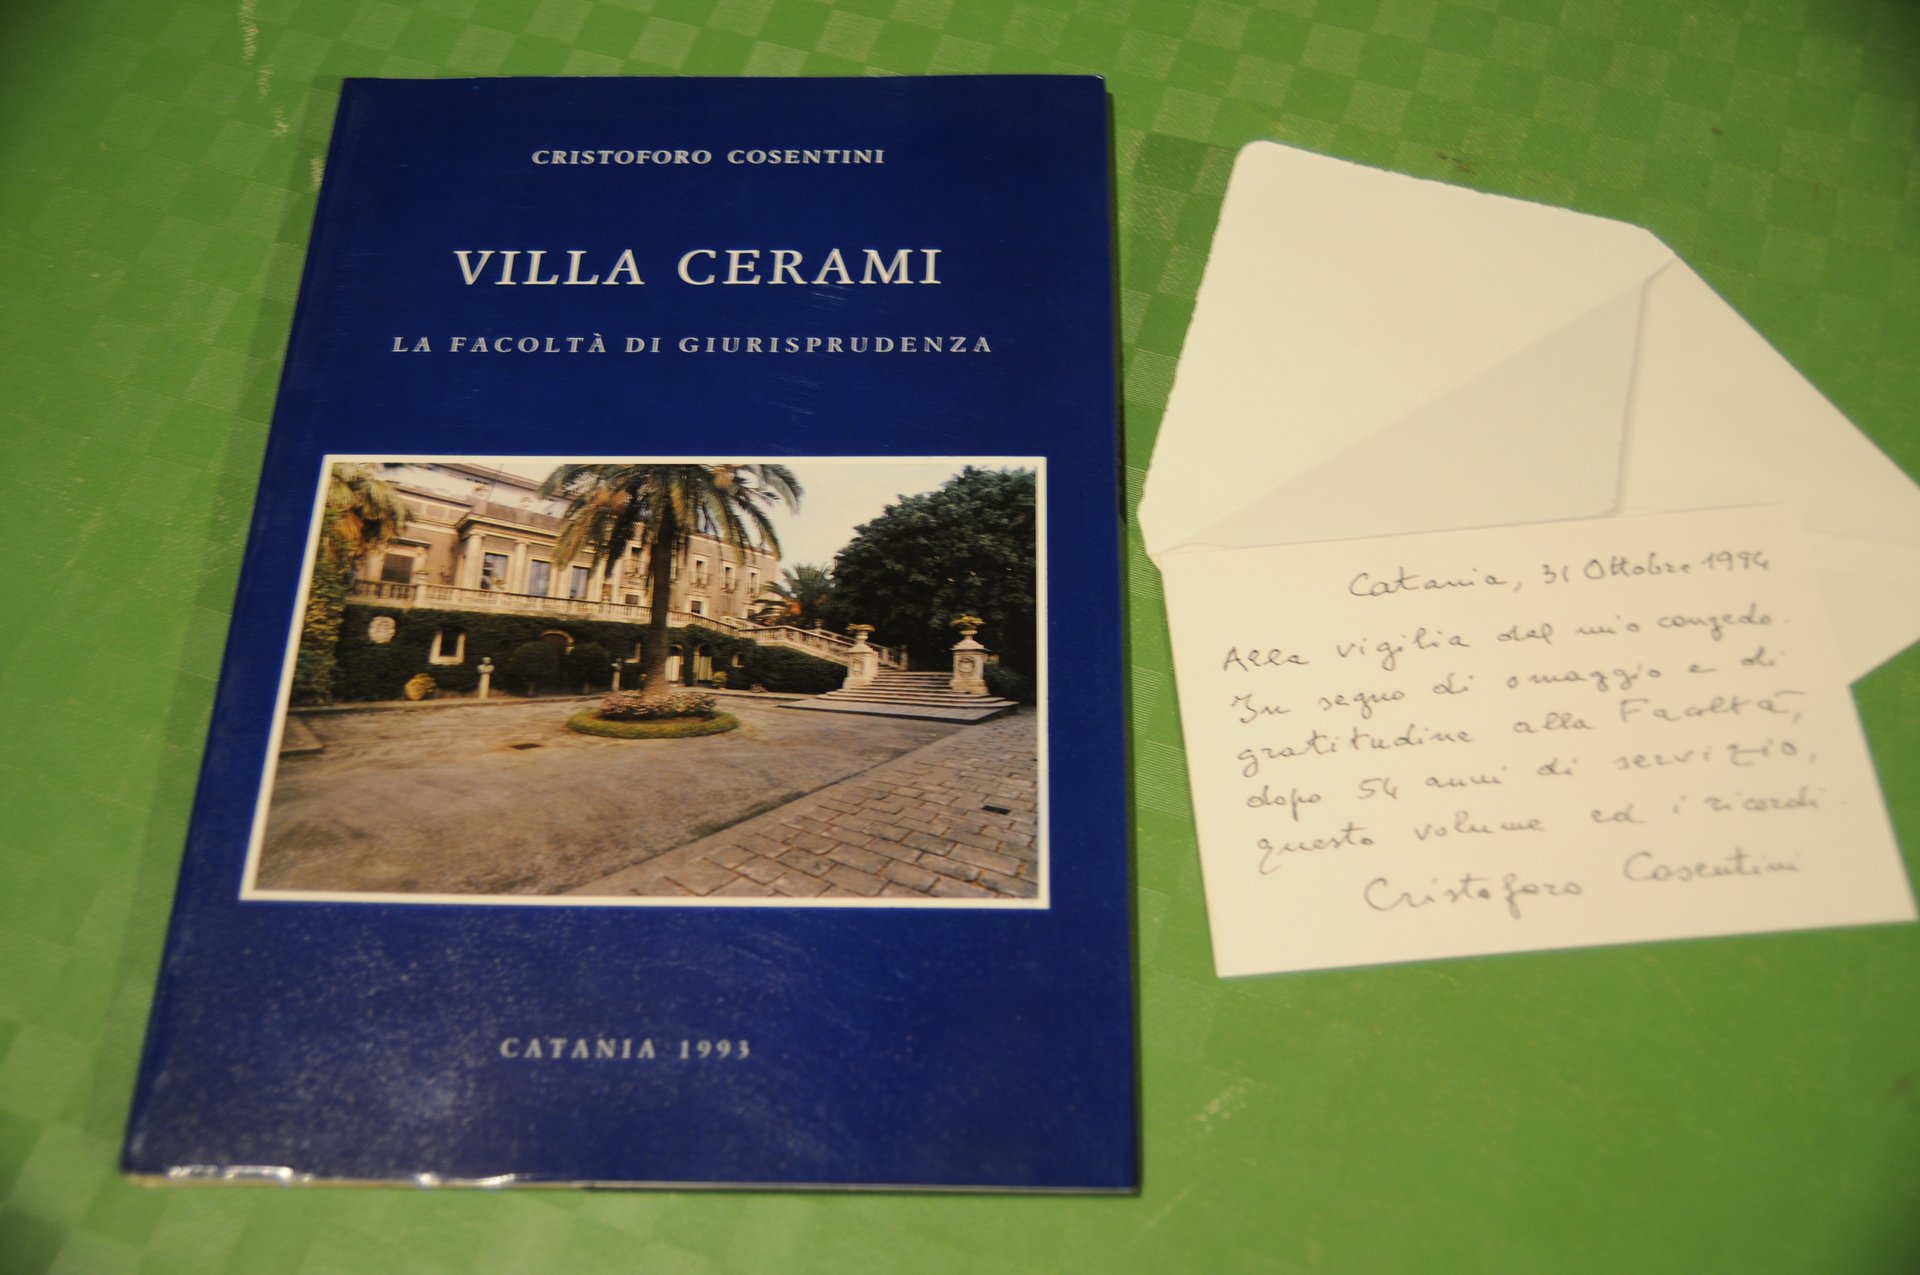 CRISTOFORO COSENTINI
VILLA CERAMI
LA FACOLTÀ DI GIURISPRUDENZA
CATANIA 1993
Catania, 31 Ottobre 1994
Alla vigilia del mio congedo.
In segno di omaggio e di
gratitudine alla Facoltà,
dopo 54 anni di servizio,
questo volume ed i ricordi.
Cristoforo Cosentini